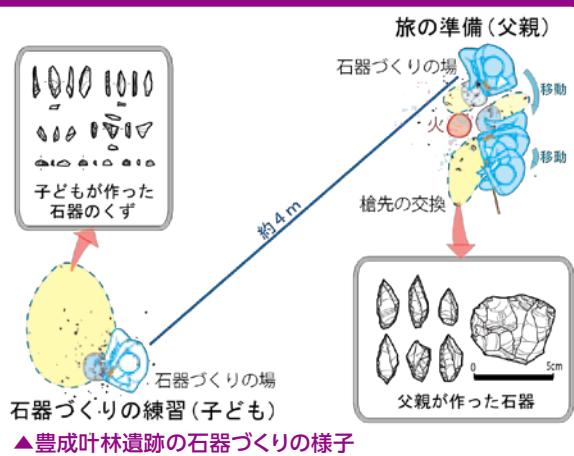 旅の準備(父親)
石器づくりの場
移動
火
移動
槍先の交換
子どもが作った
石器のくず
約4m
0 5cm
父親が作った石器
石器づくりの場
石器づくりの練習(子ども)
▲豊成叶林遺跡の石器づくりの様子